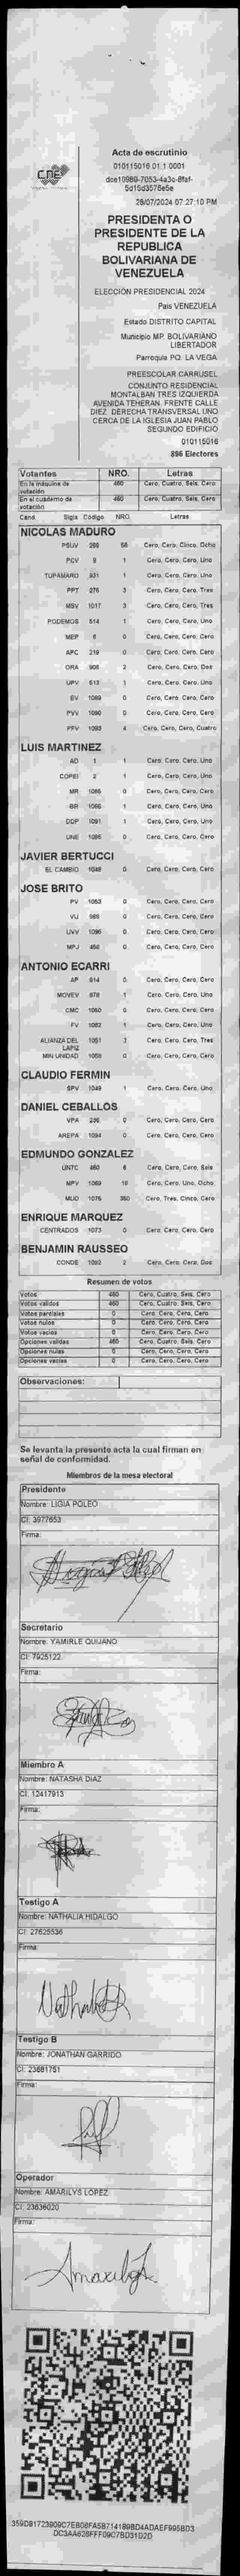 CNE
Acta de escrutinio
010115016.01.1.0001
26/07/2024 07:27:10 PM
PRESIDENTA O
PRESIDENTE DE LA
REPUBLICA
BOLIVARIANA DE
VENEZUELA
ELECCIÓN PRESIDENCIAL 2024
País VENEZUELA
Estado DISTRITO CAPITAL
Municipio MP. BOLIVARIANO
LIBERTADOR
Parroquia PQ. LA VEGA
PREESCOLAR CARRUSEL
CONJUNTO RESIDENCIAL
MONTALBAN TRES IZQUIERDA
AVENIDA TEHERAN. FRENTE CALLE
DIEZ DERECHA TRANSVERSAL UNO
CERCA DE LA IGLESIA JUAN PABLO
SEGUNDO EDIFICIO
010115016
896 Electores
Votantes NRO. Letras
En la máquina de votación 460 Cero, Cuatro, Seis, Cero
En el cuaderno de votación 460 Cero, Cuatro, Seis, Cero
Cand Sigla Código NRO. Letras
NICOLAS MADURO
PSUV 269 58 Cero, Cero, Cinco, Ocho
PCV 9 1 Cero, Cero, Cero, Uno
TUPAMARO 931 1 Cero, Cero, Cero, Uno
PPT 276 3 Cero, Cero, Cero, Tres
MSV 1017 3 Cero, Cero, Cero, Tres
PODEMOS 514 1 Cero, Cero, Cero, Uno
MEP 6 0 Cero, Cero, Cero, Cero
APC 219 0 Cero, Cero, Cero, Cero
ORA 906 2 Cero, Cero, Cero, Dos
UPV 613 1 Cero, Cero, Cero, Uno
EV 1089 0 Cero, Cero, Cero, Cero
PVV 1090 0 Cero, Cero, Cero, Cero
PFV 1093 4 Cero, Cero, Cero, Cuatro
LUIS MARTINEZ
AD 1 1 Cero, Cero, Cero, Uno
COPEI 2 1 Cero, Cero, Cero, Uno
MR 1065 0 Cero, Cero, Cero, Cero
BR 1066 1 Cero, Cero, Cero, Uno
DDP 1091 1 Cero, Cero, Cero, Uno
UNE 1095 0 Cero, Cero, Cero, Cero
JAVIER BERTUCCI
EL CAMBIO 1048 0 Cero, Cero, Cero, Cero
JOSE BRITO
PV 1053 0 Cero, Cero, Cero, Cero
VU 988 0 Cero, Cero, Cero, Cero
UVV 1096 0 Cero, Cero, Cero, Cero
MPJ 458 0 Cero, Cero, Cero, Cero
ANTONIO ECARRI
AP 914 0 Cero, Cero, Cero, Cero
MOVEV 978 1 Cero, Cero, Cero, Uno
CMC 1050 0 Cero, Cero, Cero, Cero
FV 1082 1 Cero, Cero, Cero, Uno
ALIANZA DEL LAPIZ 1051 3 Cero, Cero, Cero, Tres
MIN UNIDAD 1058 0 Cero, Cero, Cero, Cero
CLAUDIO FERMIN
SPV 1049 1 Cero, Cero, Cero, Uno
DANIEL CEBALLOS
VPA 236 0 Cero, Cero, Cero, Cero
AREPA 1094 0 Cero, Cero, Cero, Cero
EDMUNDO GONZALEZ
UNTC 460 6 Cero, Cero, Cero, Seis
MPV 1069 18 Cero, Cero, Uno, Ocho
MUD 1076 350 Cero, Tres, Cinco, Cero
ENRIQUE MARQUEZ
CENTRADOS 1073 0 Cero, Cero, Cero, Cero
BENJAMIN RAUSSEO
CONDE 1092 2 Cero, Cero, Cero, Dos
Resumen de votos
Votos 460 Cero, Cuatro, Seis, Cero
Votos válidos 460 Cero, Cuatro, Seis, Cero
Votos parciales 0 Cero, Cero, Cero, Cero
Votos nulos 0 Cero, Cero, Cero, Cero
Votos vacíos 0 Cero, Cero, Cero, Cero
Opciones válidas 460 Cero, Cuatro, Seis, Cero
Opciones nulas 0 Cero, Cero, Cero, Cero
Opciones vacías 0 Cero, Cero, Cero, Cero
Observaciones:
Se levanta la presente acta la cual firman en
señal de conformidad.
Miembros de la mesa electoral
Presidente
Nombre: LIGIA POLEO
CI: 3977653
Firma:
Secretario
Nombre: YAMIRLE QUIJANO
CI: 7925122
Firma:
Miembro A
Nombre: NATASHA DIAZ
CI: 12417913
Firma:
Testigo A
Nombre: NATHALIA HIDALGO
CI: 27625536
Firma:
Testigo B
Nombre: JONATHAN GARRIDO
CI: 23681751
Firma:
Operador
Nombre: AMARILYS LOPEZ
CI: 23636020
Firma: